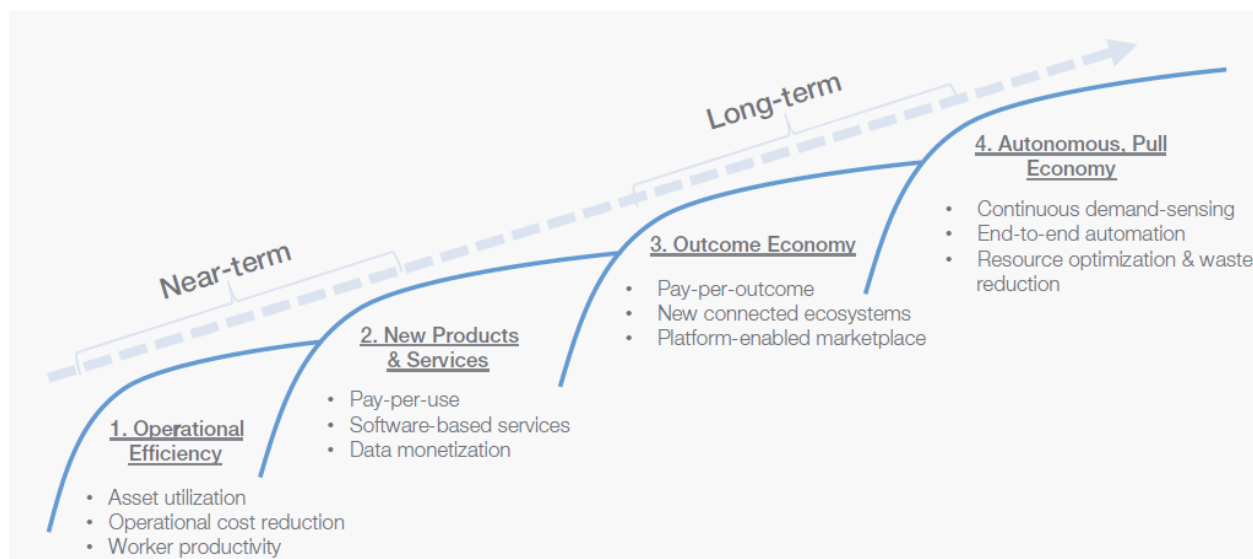 Near-term
Long-term
1. Operational
Efficiency
• Asset utilization
• Operational cost reduction
• Worker productivity
2. New Products
& Services
• Pay-per-use
• Software-based services
• Data monetization
3. Outcome Economy
• Pay-per-outcome
• New connected ecosystems
• Platform-enabled marketplace
4. Autonomous, Pull
Economy
• Continuous demand-sensing
• End-to-end automation
• Resource optimization & waste
reduction